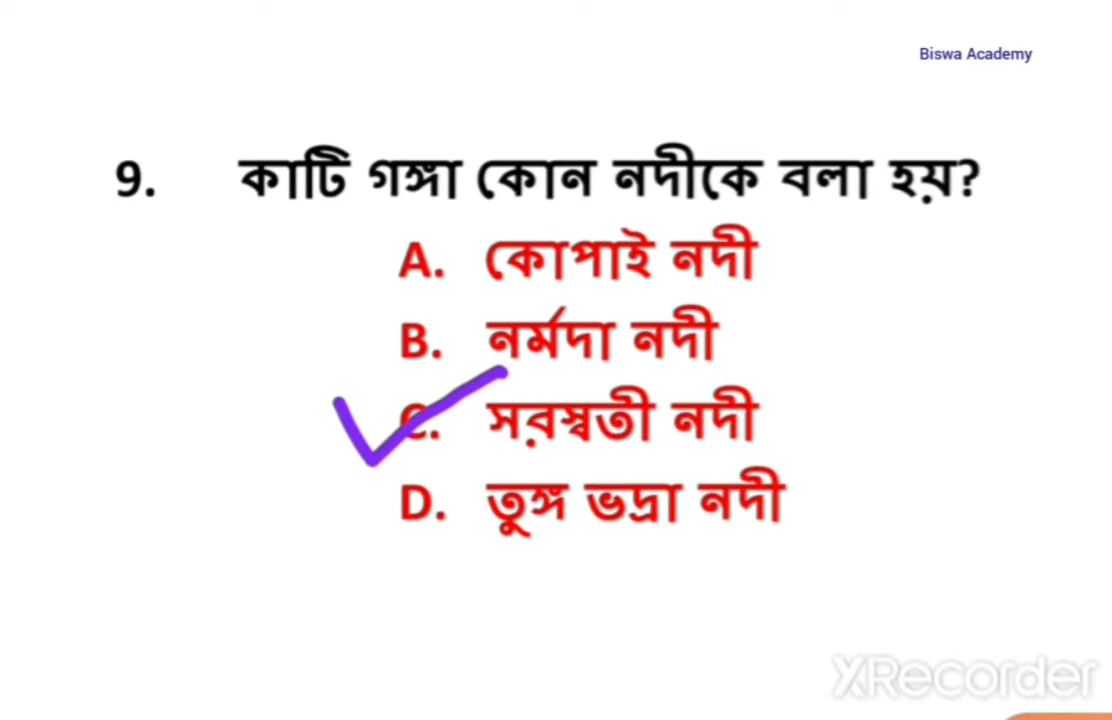 Biswa Academy
9. কাটি গঙ্গা কোন নদীকে বলা হয়?
A. কোপাই নদী
B. নর্মদা নদী
C. সরস্বতী নদী
D. তুঙ্গ ভদ্রা নদী
XRecorder